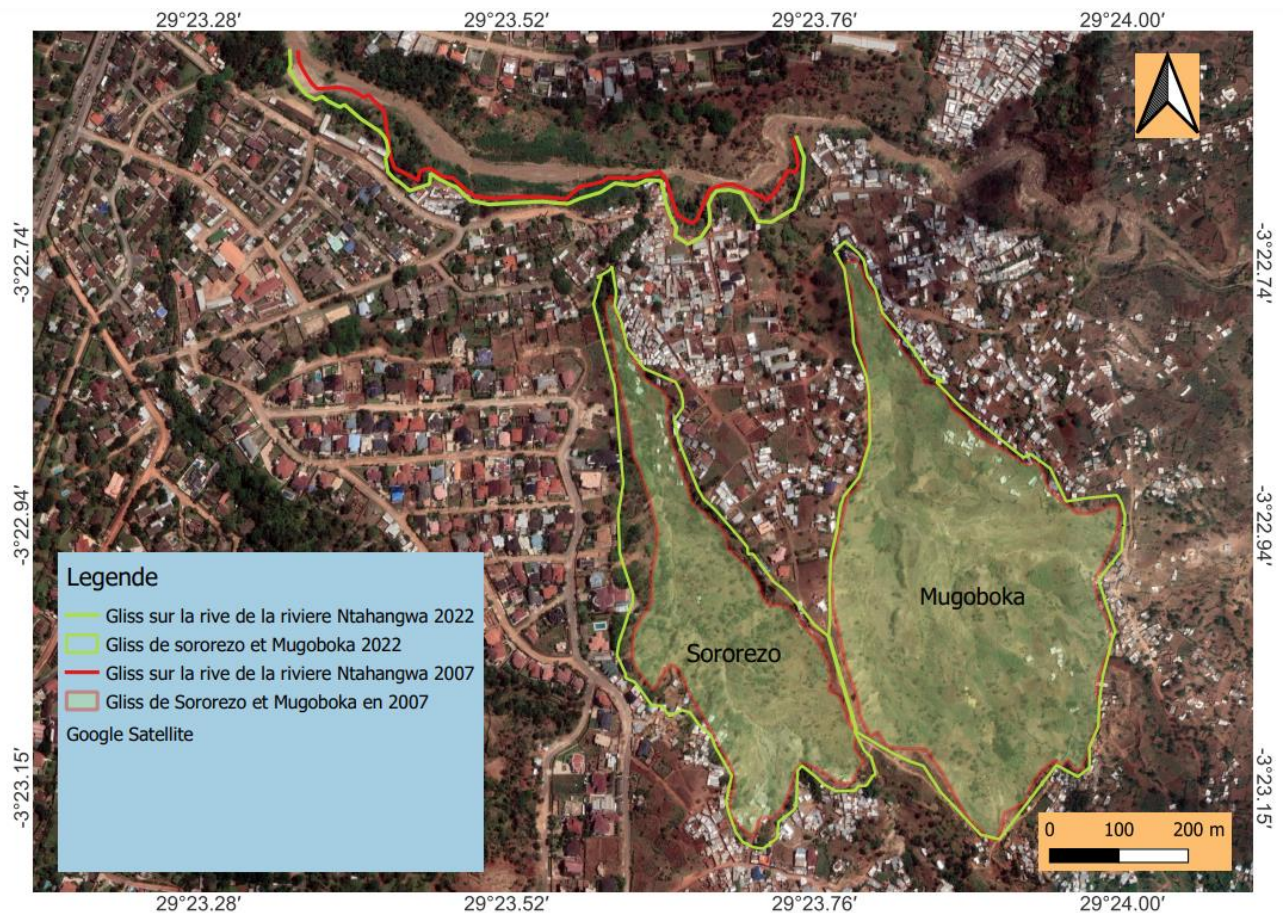 29°23.28′ 29°23.52′ 29°23.76′ 29°24.00′
-3°22.74′
-3°22.94′
-3°23.15′
-3°22.74′
-3°22.94′
-3°23.15′
Mugoboka
Sororezo
Legende
Gliss sur la rive de la riviere Ntahangwa 2022
Gliss de sororezo et Mugoboka 2022
Gliss sur la rive de la riviere Ntahangwa 2007
Gliss de Sororezo et Mugoboka en 2007
Google Satellite
0 100 200 m
29°23.28′ 29°23.52′ 29°23.76′ 29°24.00′